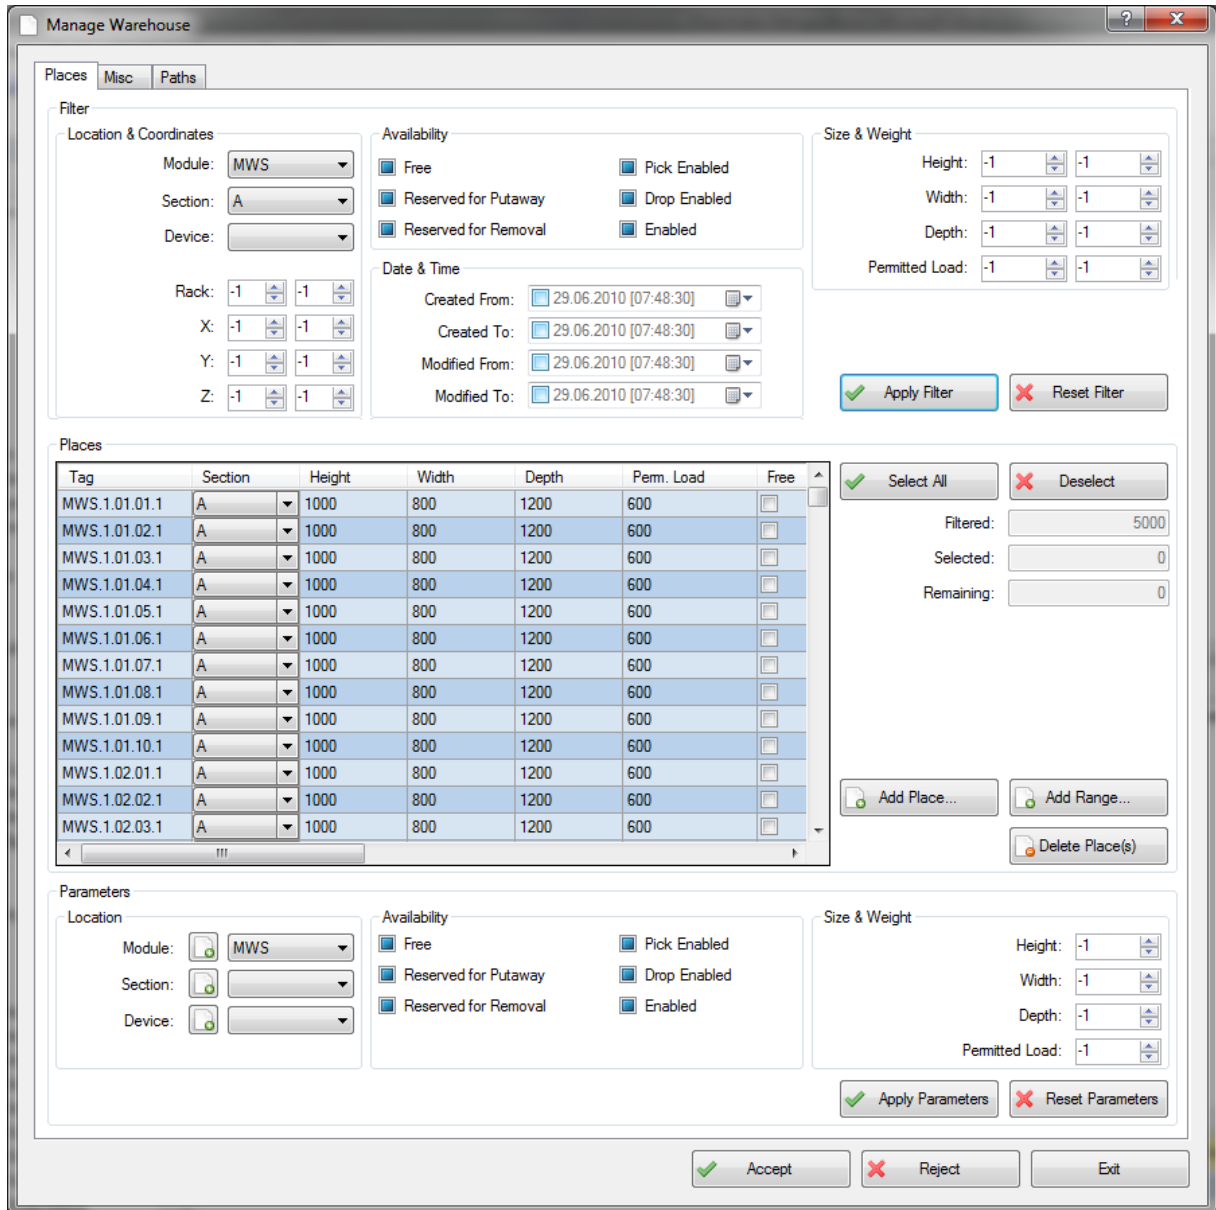 Manage Warehouse
?
X
Places Misc Paths
Filter
Location & Coordinates
Module: MWS
Section: A
Device:
Rack: -1 -1
X: -1 -1
Y: -1 -1
Z: -1 -1
Availability
Free Pick Enabled
Reserved for Putaway Drop Enabled
Reserved for Removal Enabled
Date & Time
Created From: 29.06.2010 [07:48:30]
Created To: 29.06.2010 [07:48:30]
Modified From: 29.06.2010 [07:48:30]
Modified To: 29.06.2010 [07:48:30]
Size & Weight
Height: -1 -1
Width: -1 -1
Depth: -1 -1
Permitted Load: -1 -1
Apply Filter Reset Filter
Places
Tag Section Height Width Depth Perm. Load Free
MWS.1.01.01.1 A 1000 800 1200 600
MWS.1.01.02.1 A 1000 800 1200 600
MWS.1.01.03.1 A 1000 800 1200 600
MWS.1.01.04.1 A 1000 800 1200 600
MWS.1.01.05.1 A 1000 800 1200 600
MWS.1.01.06.1 A 1000 800 1200 600
MWS.1.01.07.1 A 1000 800 1200 600
MWS.1.01.08.1 A 1000 800 1200 600
MWS.1.01.09.1 A 1000 800 1200 600
MWS.1.01.10.1 A 1000 800 1200 600
MWS.1.02.01.1 A 1000 800 1200 600
MWS.1.02.02.1 A 1000 800 1200 600
MWS.1.02.03.1 A 1000 800 1200 600
Select All Deselect
Filtered: 5000
Selected: 0
Remaining: 0
Add Place... Add Range...
Delete Place(s)
Parameters
Location
Module: MWS
Section:
Device:
Availability
Free Pick Enabled
Reserved for Putaway Drop Enabled
Reserved for Removal Enabled
Size & Weight
Height: -1
Width: -1
Depth: -1
Permitted Load: -1
Apply Parameters Reset Parameters
Accept Reject Exit